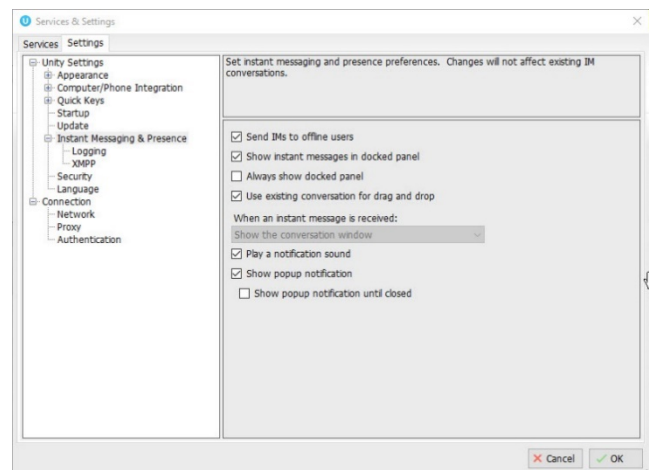 Services & Settings
Services Settings
Unity Settings
Appearance
Computer/Phone Integration
Quick Keys
Startup
Update
Instant Messaging & Presence
Logging
XMPP
Security
Language
Connection
Network
Proxy
Authentication
Set instant messaging and presence preferences. Changes will not affect existing IM
conversations.
Send IMs to offline users
Show instant messages in docked panel
Always show docked panel
Use existing conversation for drag and drop
When an instant message is received:
Show the conversation window
Play a notification sound
Show popup notification
Show popup notification until closed
Cancel OK